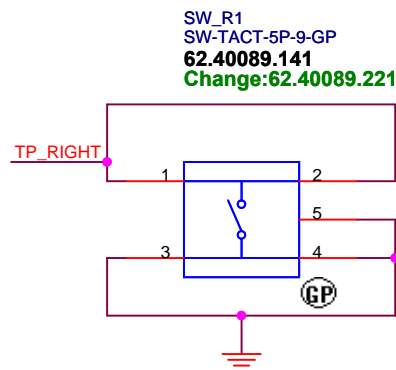 SW_R1
SW-TACT-5P-9-GP
62.40089.141
Change:62.40089.221
TP_RIGHT
1
2
5
3
4
GP